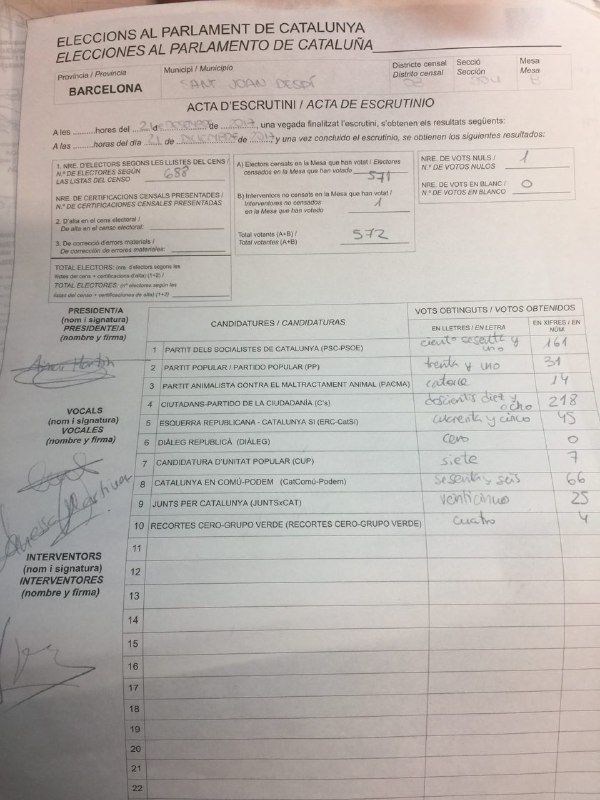 ELECCIONS AL PARLAMENT DE CATALUNYA
ELECCIONES AL PARLAMENTO DE CATALUÑA
Provincia / Provincia
BARCELONA
Municipi / Municipio
SANT JOAN DESPÍ
Districte censal
Distrito censal
Secció
Sección
Mesa
Mesa
ACTA D'ESCRUTINI / ACTA DE ESCRUTINIO
A les ..........hores del ... 21 de ... de ... 2017, una vegada finalitzat l'escrutini, s'obtenen els resultats següents:
A las ..........horas del día 21 de DICIEMBRE de 2017 y una vez concluido el escrutinio, se obtienen los siguientes resultados:
1. NRE. D'ELECTORS SEGONS LES LLISTES DEL CENS /
N.º DE ELECTORES SEGÚN
LAS LISTAS DEL CENSO
688
NRE. DE CERTIFICACIONS CENSALS PRESENTADES /
N.º DE CERTIFICACIONES CENSALES PRESENTADAS
2. D'alta en el cens electoral /
De alta en el censo electoral:
3. De correcció d'errors materials /
De corrección de errores materiales:
TOTAL ELECTORS: (nre. d'electors segons les
llistes del cens + certificacions d'alta) (1+2) /
TOTAL ELECTORES: (nº electores según las
listas del censo + certificaciones de alta) (1+2)
A) Electors censats en la Mesa que han votat / Electores
censados en la Mesa que han votado
571
B) Interventors no censats en la Mesa que han votat /
Interventores no censados
en la Mesa que han votado
1
Total votants (A+B) /
Total votantes (A+B)
572
NRE. DE VOTS NULS /
N.º DE VOTOS NULOS
1
NRE. DE VOTS EN BLANC /
N.º DE VOTOS EN BLANCO
0
PRESIDENT/A
(nom i signatura)
PRESIDENTE/A
(nombre y firma)
VOCALS
(nom i signatura)
VOCALES
(nombre y firma)
INTERVENTORS
(nom i signatura)
INTERVENTORES
(nombre y firma)
CANDIDATURES / CANDIDATURAS
VOTS OBTINGUTS / VOTOS OBTENIDOS
EN LLETRES / EN LETRA
EN XIFRES / EN NÚM.
1 PARTIT DELS SOCIALISTES DE CATALUNYA (PSC-PSOE) ciento sesenta y uno 161
2 PARTIT POPULAR / PARTIDO POPULAR (PP) trenta y uno 31
3 PARTIT ANIMALISTA CONTRA EL MALTRACTAMENT ANIMAL (PACMA) catorce 14
4 CIUTADANS-PARTIDO DE LA CIUDADANÍA (C's) doscientos diez y ocho 218
5 ESQUERRA REPUBLICANA - CATALUNYA SÍ (ERC-CatSí) cuarenta y cinco 45
6 DIÀLEG REPUBLICÀ (DIÀLEG) cero 0
7 CANDIDATURA D'UNITAT POPULAR (CUP) siete 7
8 CATALUNYA EN COMÚ-PODEM (CatComú-Podem) sesenta y seis 66
9 JUNTS PER CATALUNYA (JUNTSxCAT) venticinco 25
10 RECORTES CERO-GRUPO VERDE (RECORTES CERO-GRUPO VERDE) cuatro 4
11
12
13
14
15
16
17
18
19
20
21
22